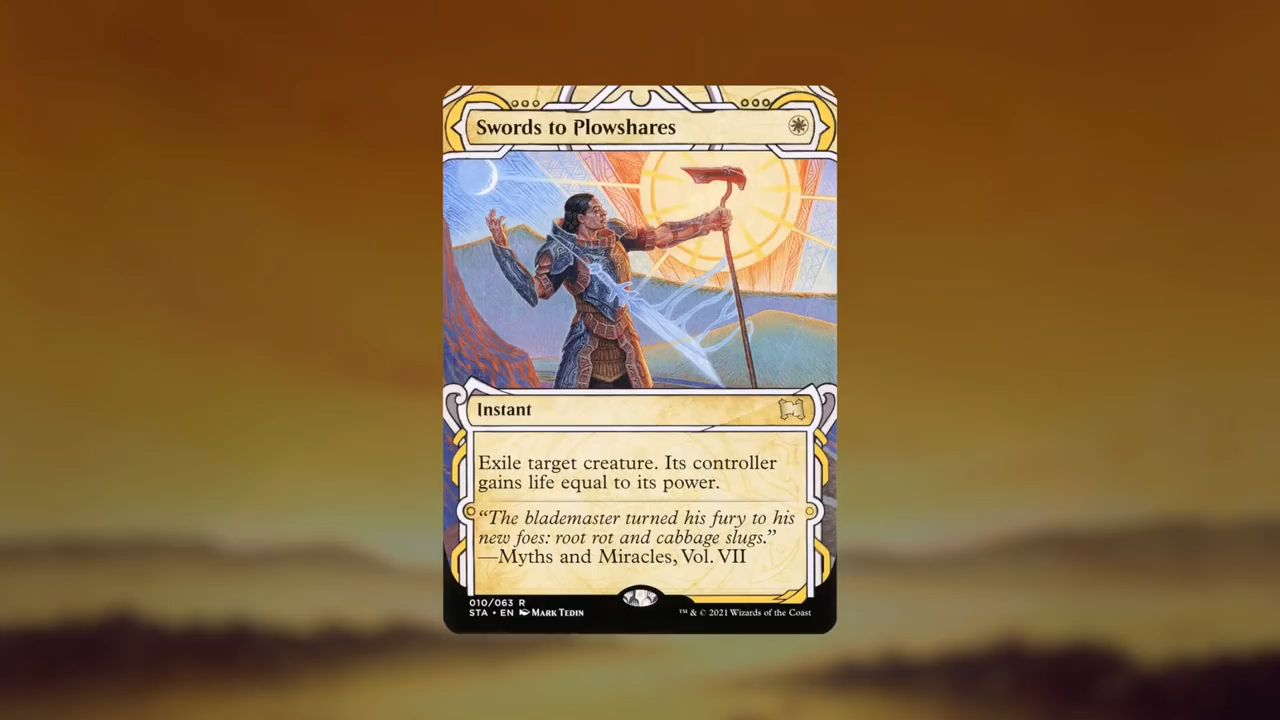 Swords to Plowshares
Instant
Exile target creature. Its controller
gains life equal to its power.
“The blademaster turned his fury to his
new foes: root rot and cabbage slugs.”
—Myths and Miracles, Vol. VII
010/063 R
STA • EN Mark Tedin
™ & © 2021 Wizards of the Coast